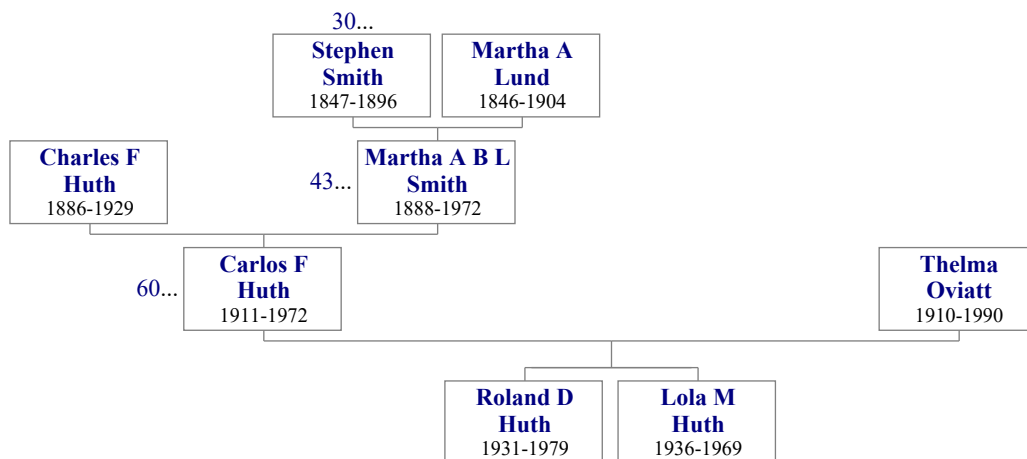 30...
Stephen
Smith
1847-1896
Martha A
Lund
1846-1904
Charles F
Huth
1886-1929
43...
Martha A B L
Smith
1888-1972
60...
Carlos F
Huth
1911-1972
Thelma
Oviatt
1910-1990
Roland D
Huth
1931-1979
Lola M
Huth
1936-1969